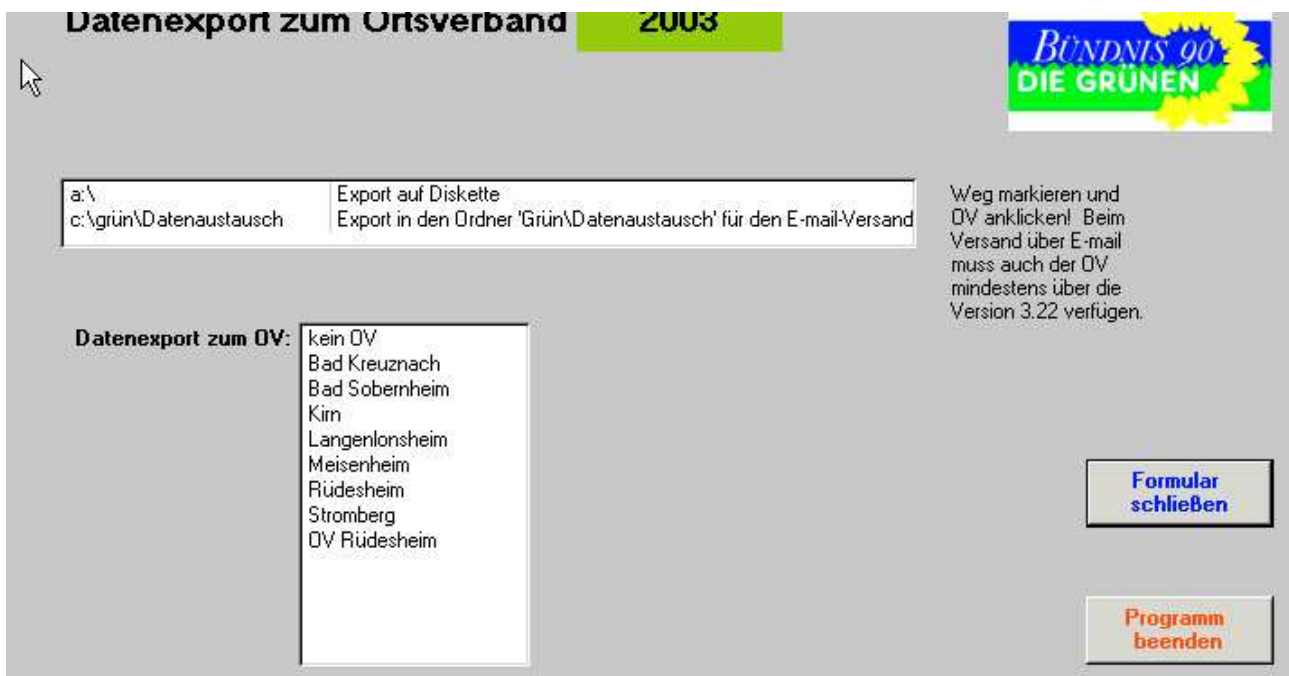 Datenexport zum Ortsverband 2003
BÜNDNIS 90
DIE GRÜNEN
a:\ Export auf Diskette
c:\grün\Datenaustausch Export in den Ordner 'Grün\Datenaustausch' für den E-mail-Versand
Weg markieren und
OV anklicken! Beim
Versand über E-mail
muss auch der OV
mindestens über die
Version 3.22 verfügen.
Datenexport zum OV:
kein OV
Bad Kreuznach
Bad Sobernheim
Kirn
Langenlonsheim
Meisenheim
Rüdesheim
Stromberg
OV Rüdesheim
Formular
schließen
Programm
beenden